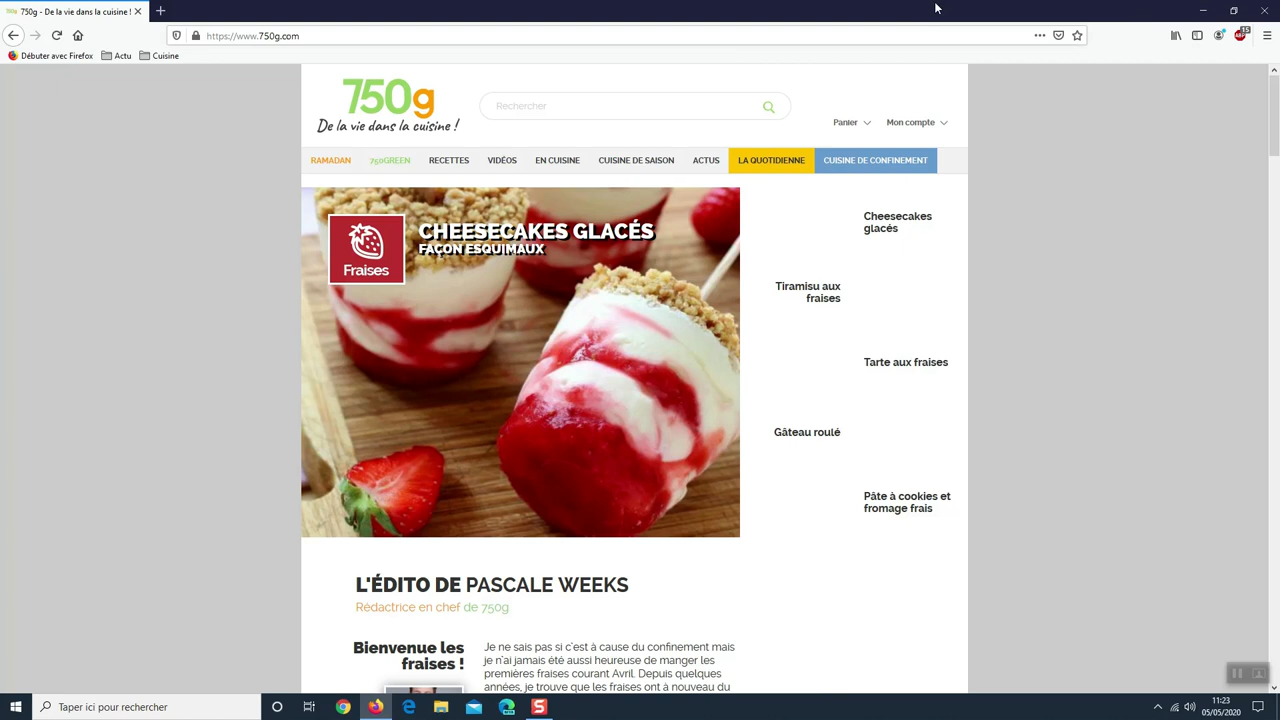 750g - De la vie dans la cuisine !
https://www.750g.com
Débuter avec Firefox
Actu
Cuisine
15
ABP
750g
De la vie dans la cuisine !
Rechercher
Panier
Mon compte
RAMADAN
750GREEN
RECETTES
VIDÉOS
EN CUISINE
CUISINE DE SAISON
ACTUS
LA QUOTIDIENNE
CUISINE DE CONFINEMENT
Fraises
CHEESECAKES GLACÉS
FAÇON ESQUIMAUX
Cheesecakes
glacés
Tiramisu aux
fraises
Tarte aux fraises
Gâteau roulé
Pâte à cookies et
fromage frais
L'ÉDITO DE PASCALE WEEKS
Rédactrice en chef de 750g
Bienvenue les
fraises !
Je ne sais pas si c'est à cause du confinement mais
je n'ai jamais été aussi heureuse de manger les
premières fraises courant Avril. Depuis quelques
années, je trouve que les fraises ont à nouveau du
Taper ici pour rechercher
S
11:23
05/05/2020